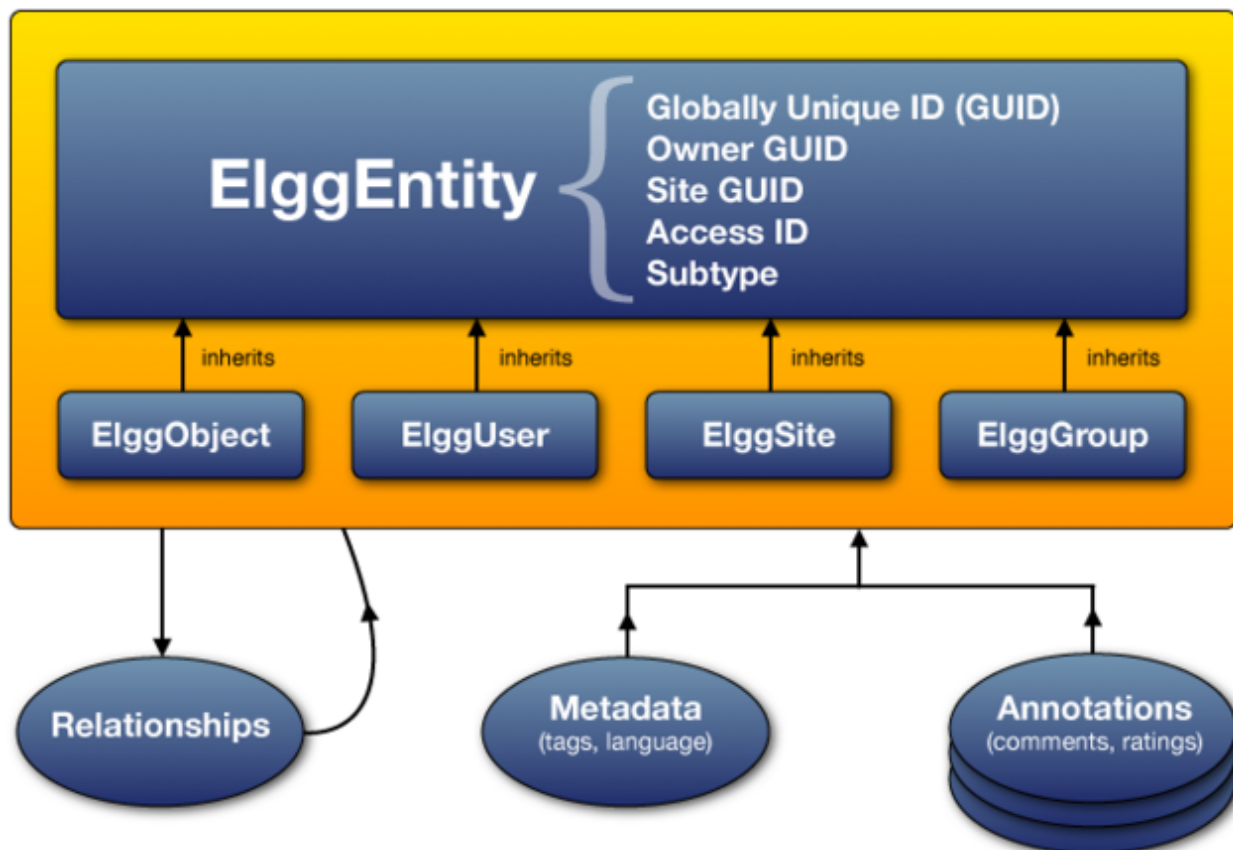 ElggEntity
Globally Unique ID (GUID)
Owner GUID
Site GUID
Access ID
Subtype
inherits
inherits
inherits
inherits
ElggObject
ElggUser
ElggSite
ElggGroup
Relationships
Metadata
(tags, language)
Annotations
(comments, ratings)